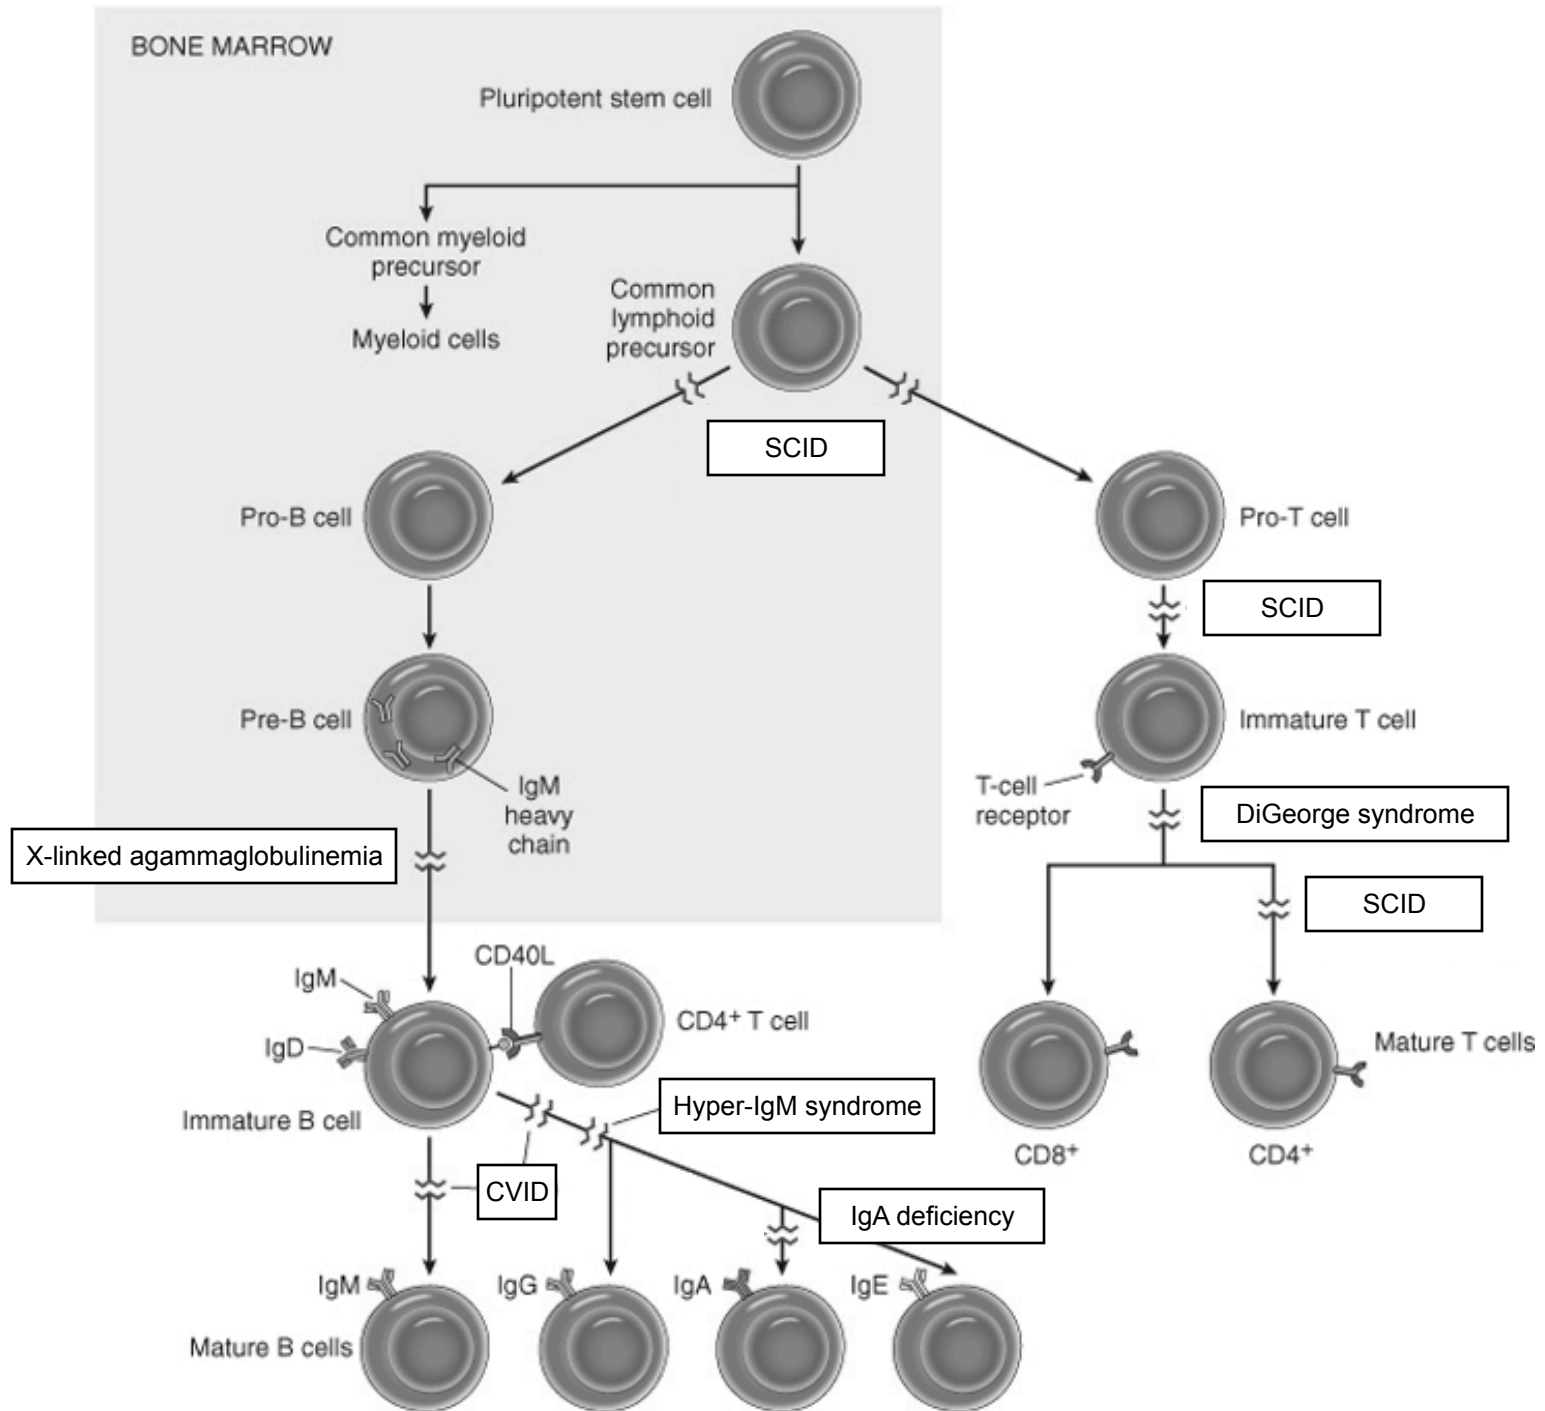 BONE MARROW
Pluripotent stem cell
Common myeloid
precursor
Myeloid cells
Common
lymphoid
precursor
SCID
Pro-B cell
Pro-T cell
SCID
Pre-B cell
IgM
heavy
chain
Immature T cell
T-cell
receptor
DiGeorge syndrome
X-linked agammaglobulinemia
SCID
CD40L
IgM
CD4+ T cell
IgD
Mature T cells
Immature B cell
Hyper-IgM syndrome
CD8+
CD4+
CVID
IgA deficiency
IgM
IgG
IgA
IgE
Mature B cells